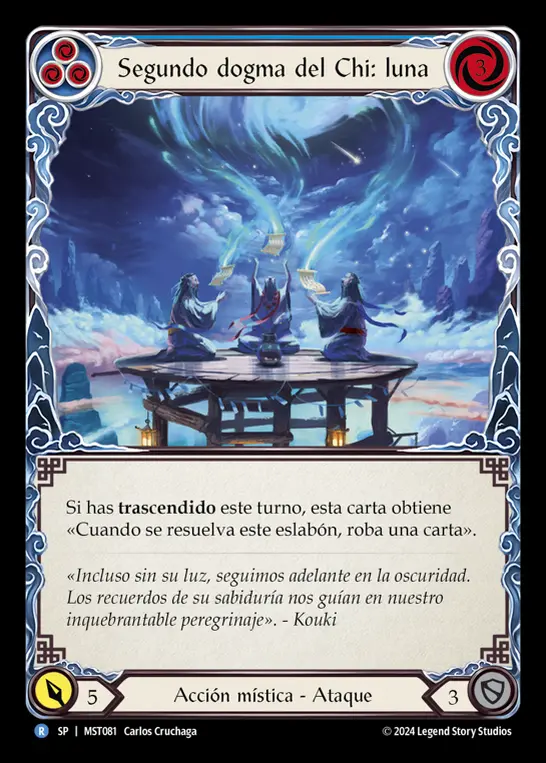 Segundo dogma del Chi: luna
3
Si has trascendido este turno, esta carta obtiene
«Cuando se resuelva este eslabón, roba una carta».
«Incluso sin su luz, seguimos adelante en la oscuridad.
Los recuerdos de su sabiduría nos guían en nuestro
inquebrantable peregrinaje». - Kouki
5
Acción mística - Ataque
3
R SP | MST081 Carlos Cruchaga
© 2024 Legend Story Studios